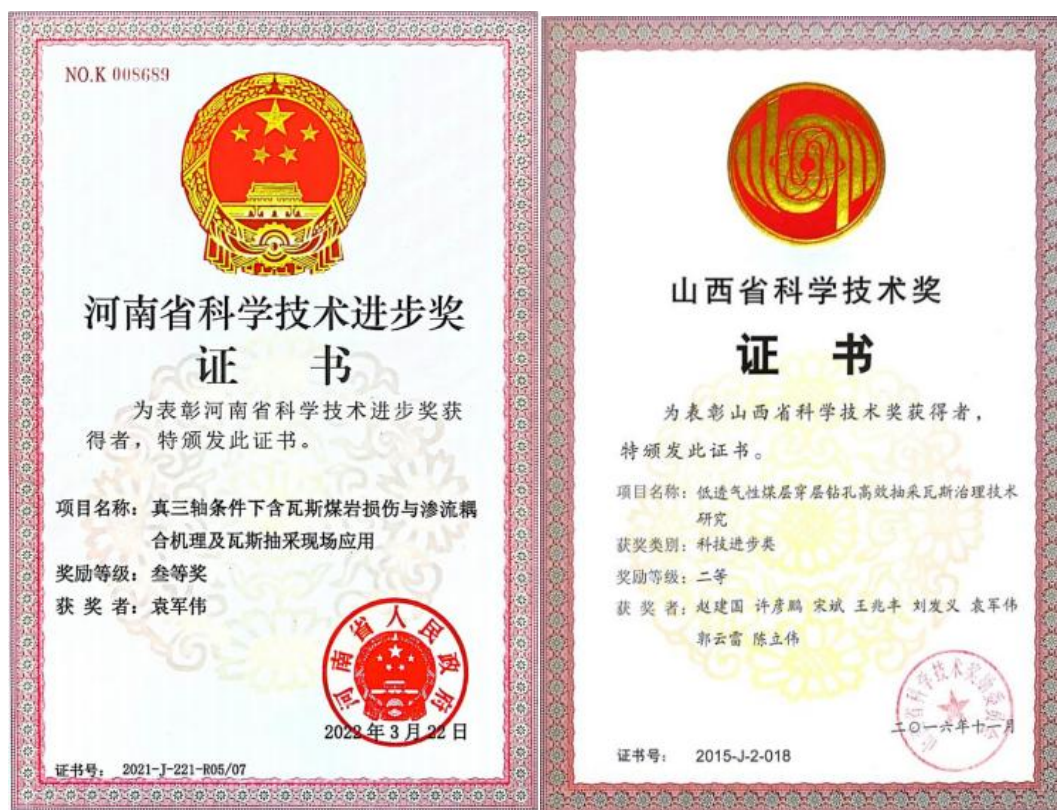 NO.K 008689
河南省科学技术进步奖
证 书
为表彰河南省科学技术进步奖获
得者，特颁发此证书。
项目名称：真三轴条件下含瓦斯煤岩损伤与渗流耦
合机理及瓦斯抽采现场应用
奖励等级：叁等奖
获 奖 者：袁军伟
河南省人民政府
2022年3月22日
证书号： 2021-J-221-R05/07
山西省科学技术奖
证 书
为表彰山西省科学技术奖获得者，
特颁发此证书。
项目名称：低透气性煤层穿层钻孔高效抽采瓦斯治理技术
研究
获奖类别：科技进步类
奖励等级：二等
获 奖 者：赵建国 许彦鹏 宋斌 王兆丰 刘发义 袁军伟
郭云雷 陈立伟
二〇一六年十一月
证书号： 2015-J-2-018